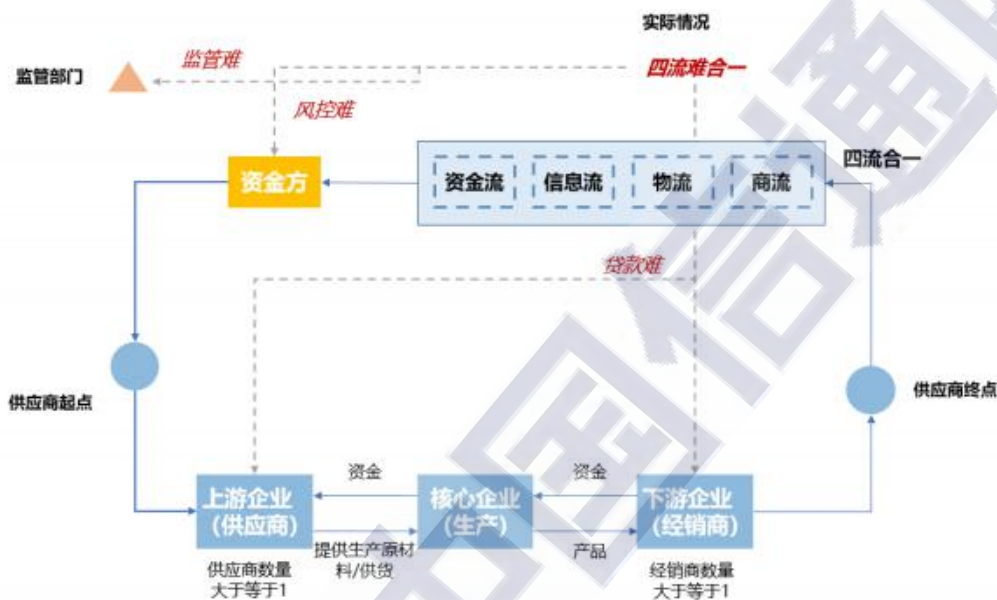 实际情况
监管难
四流难合一
监管部门
风控难
四流合一
资金方
资金流
信息流
物流
商流
贷款难
供应商起点
供应商终点
资金
资金
上游企业
（供应商）
核心企业
（生产）
下游企业
（经销商）
提供生产原材
料/供货
产品
供应商数量
大于等于1
经销商数量
大于等于1
中国信通